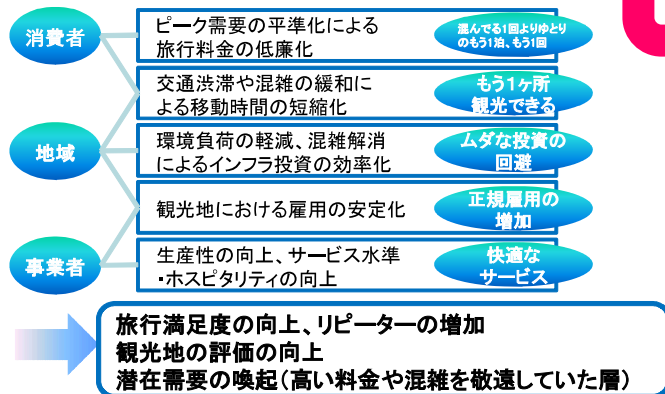 消費者
ピーク需要の平準化による
旅行料金の低廉化
混んでる1回よりゆとり
のもう1泊、もう1回
交通渋滞や混雑の緩和に
よる移動時間の短縮化
もう1ヶ所
観光できる
地域
環境負荷の軽減、混雑解消
によるインフラ投資の効率化
ムダな投資の
回避
観光地における雇用の安定化
正規雇用の
増加
事業者
生産性の向上、サービス水準
・ホスピタリティの向上
快適な
サービス
旅行満足度の向上、リピーターの増加
観光地の評価の向上
潜在需要の喚起(高い料金や混雑を敬遠していた層)